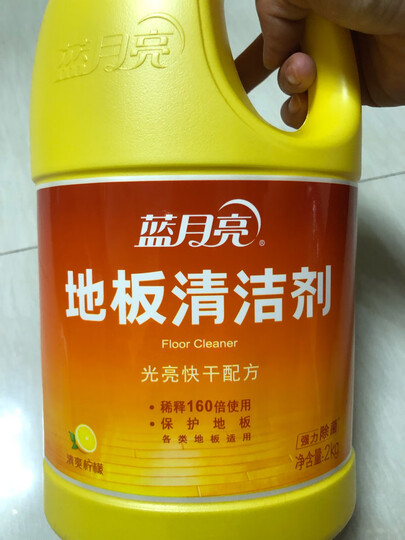 蓝月亮
蓝月亮®
地板清洁剂
Floor Cleaner
光亮快干配方
•稀释160倍使用
•保护地板
各类地板适用
清爽柠檬
强力除菌
净含量:2kg